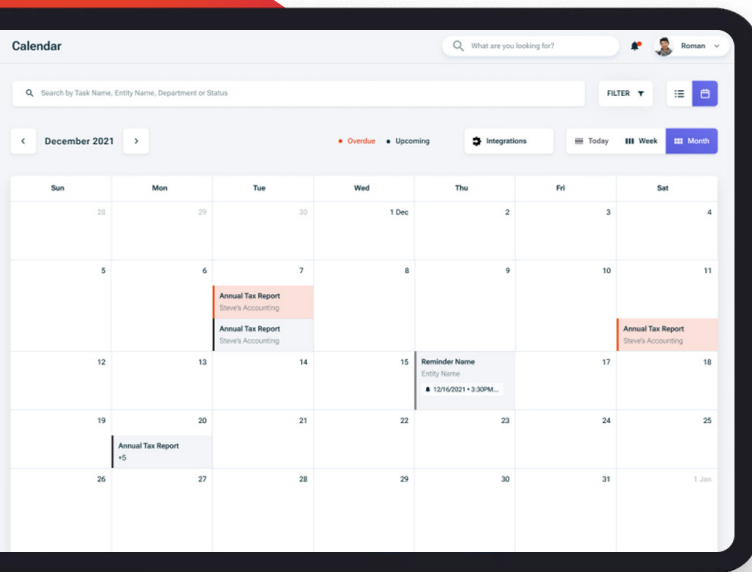 Calendar
What are you looking for?
Roman
Search by Task Name, Entity Name, Department or Status
FILTER
December 2021
Overdue
Upcoming
Integrations
Today
Week
Month
Sun Mon Tue Wed Thu Fri Sat
28 29 30 1 Dec 2 3 4
5 6 7 8 9 10 11
Annual Tax Report
Steve's Accounting
Annual Tax Report
Steve's Accounting
Annual Tax Report
Steve's Accounting
12 13 14 15 17 18
Reminder Name
Entity Name
12/16/2021 • 3:30PM...
19 20 21 22 23 24 25
Annual Tax Report
+5
26 27 28 29 30 31 1 Jan